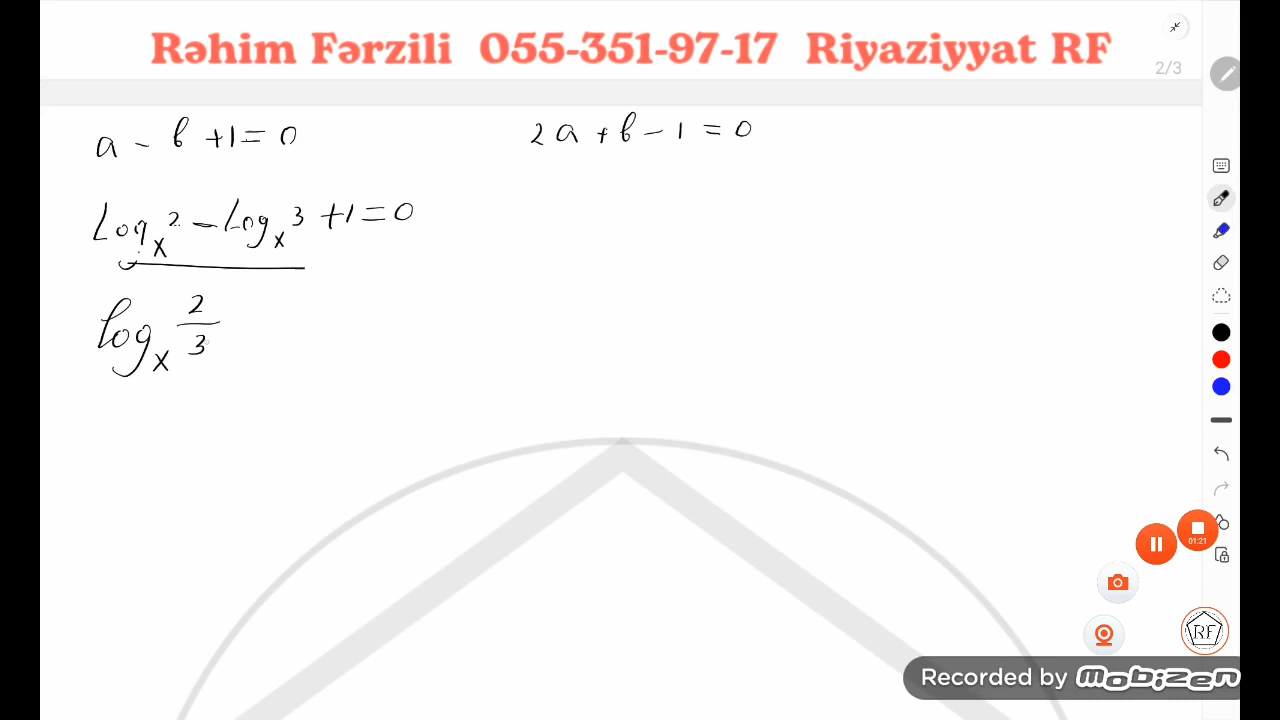 Rəhim Fərzili 055-351-97-17 Riyaziyyat RF
2/3
a - b + 1 = 0
2a + b - 1 = 0
Log_x 2 - Log_x 3 + 1 = 0
log_x 2/3
01:21
RF
Recorded by MOBIZEN